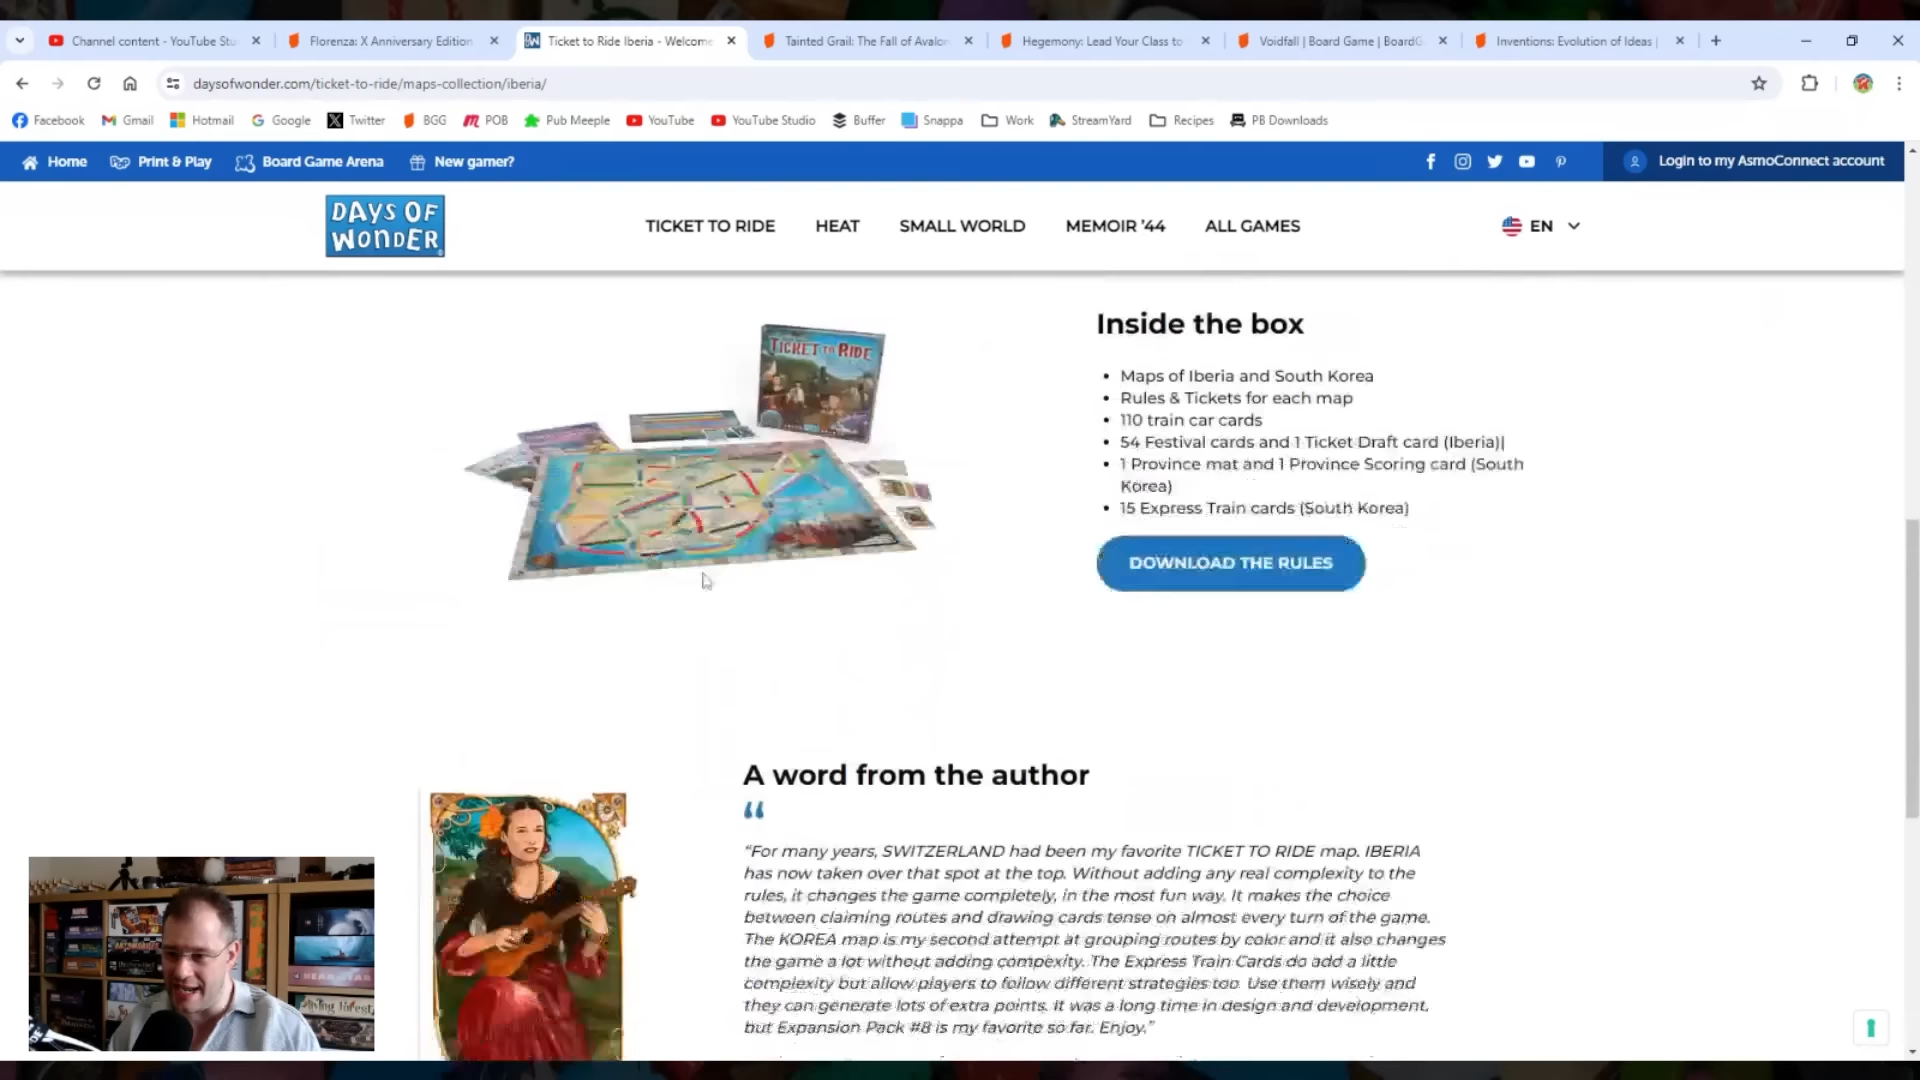 Channel content - YouTube Stu
Florenza: X Anniversary Edition
Ticket to Ride Iberia - Welcome
Tainted Grail: The Fall of Avalon
Hegemony: Lead Your Class to
Voidfall | Board Game | BoardG
Inventions: Evolution of Ideas |
daysofwonder.com/ticket-to-ride/maps-collection/iberia/
Facebook
Gmail
Hotmail
Google
Twitter
BGG
POB
Pub Meeple
YouTube
YouTube Studio
Buffer
Snappa
Work
StreamYard
Recipes
PB Downloads
Home
Print & Play
Board Game Arena
New gamer?
Login to my AsmoConnect account
DAYS OF
WONDER
TICKET TO RIDE
HEAT
SMALL WORLD
MEMOIR '44
ALL GAMES
EN
TICKET TO RIDE
Inside the box
• Maps of Iberia and South Korea
• Rules & Tickets for each map
• 110 train car cards
• 54 Festival cards and 1 Ticket Draft card (Iberia)|
• 1 Province mat and 1 Province Scoring card (South
Korea)
• 15 Express Train cards (South Korea)
DOWNLOAD THE RULES
A word from the author
“
“For many years, SWITZERLAND had been my favorite TICKET TO RIDE map. IBERIA
has now taken over that spot at the top. Without adding any real complexity to the
rules, it changes the game completely, in the most fun way. It makes the choice
between claiming routes and drawing cards tense on almost every turn of the game.
The KOREA map is my second attempt at grouping routes by color and it also changes
the game a lot without adding compexity. The Express Train Cards do add a little
complexity but allow players to follow different strategies too. Use them wisely and
they can generate lots of extra points. It was a long time in design and development,
but Expansion Pack #8 is my favorite so far. Enjoy.”
living forest